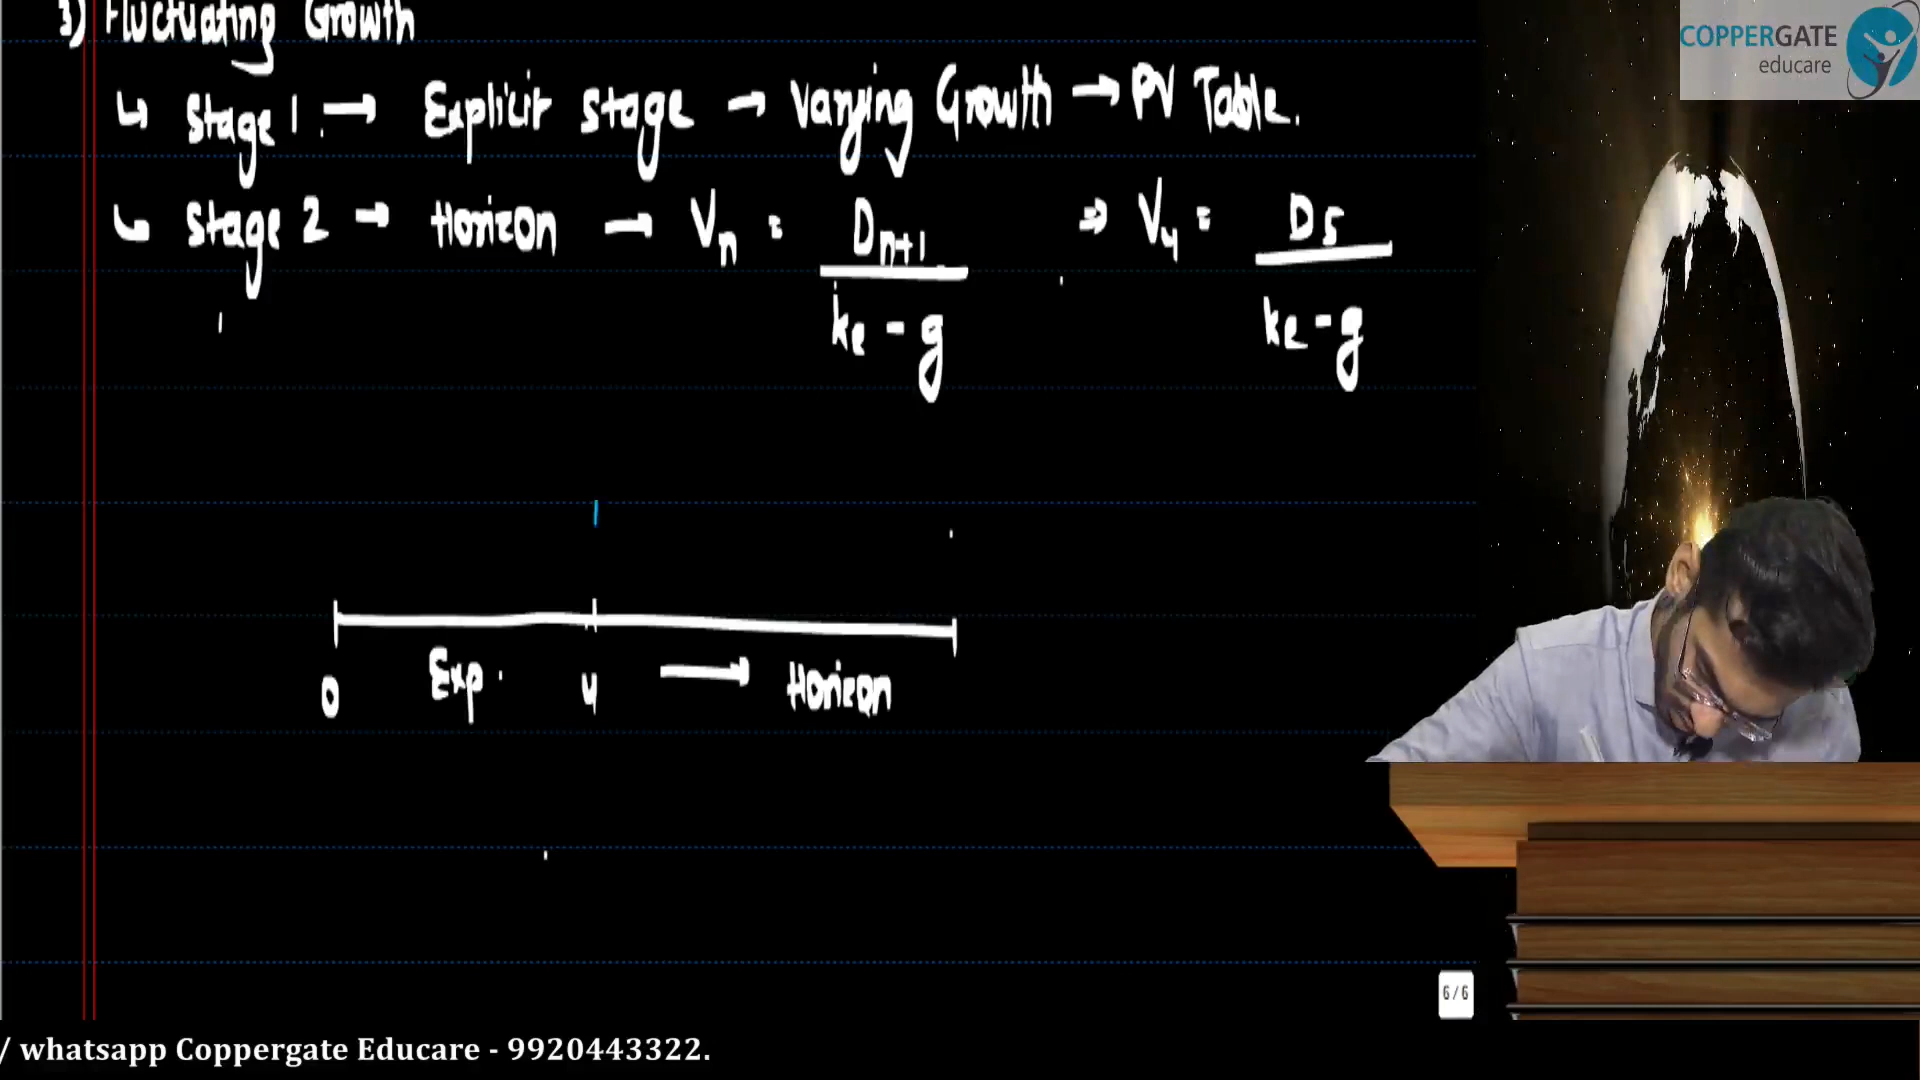 3) Fluctuating Growth
COPPERGATE
educare
↳ Stage 1 → Explicit stage → Varying Growth → PV Table.
↳ Stage 2 → Horizon → Vn = Dn+1 / ke - g ⇒ V4 = D5 / ke - g
0 Exp. 4 → Horizon
6/6
/ whatsapp Coppergate Educare - 9920443322.